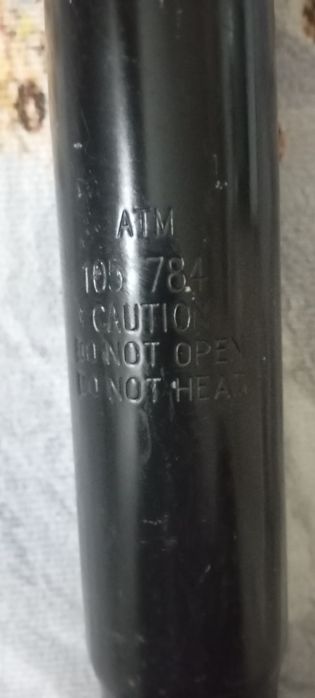 ATM
105 784
CAUTION
DO NOT OPEN
DO NOT HEAT